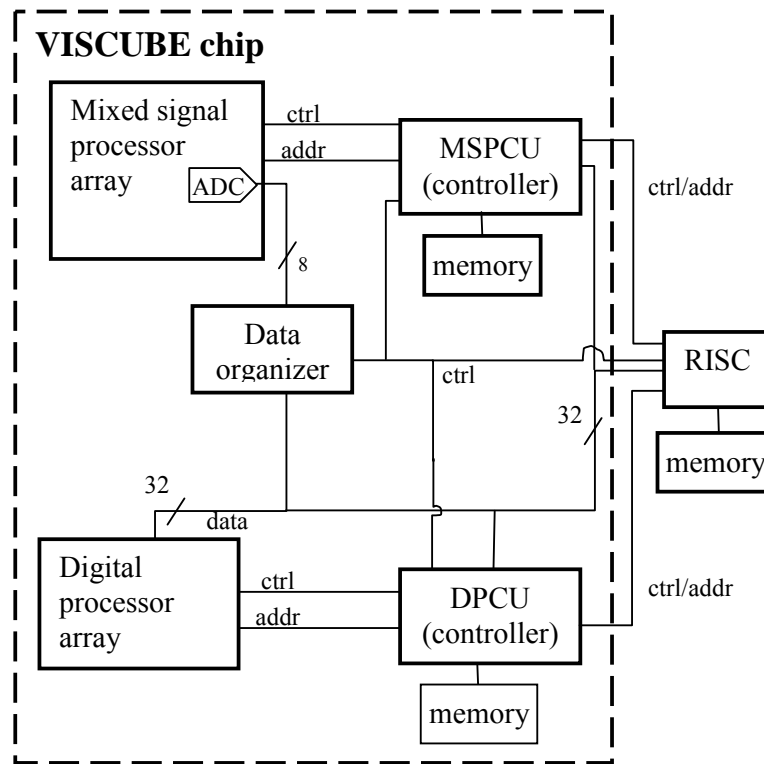 VISCUBE chip
Mixed signal
processor
array
ADC
ctrl
addr
MSPCU
(controller)
memory
ctrl/addr
8
Data
organizer
ctrl
RISC
memory
32
32
data
Digital
processor
array
ctrl
addr
DPCU
(controller)
memory
ctrl/addr